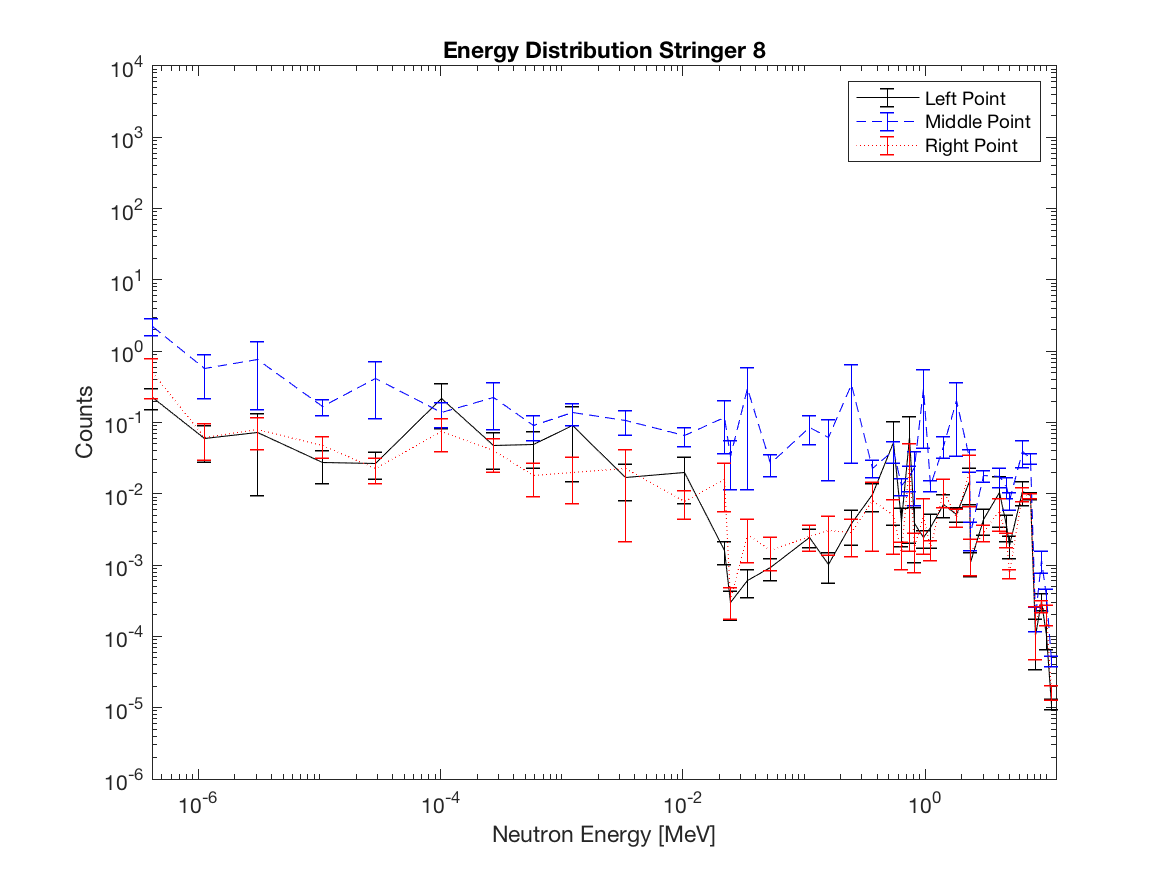 Energy Distribution Stringer 8
Left Point
Middle Point
Right Point
10^4
10^3
10^2
10^1
10^0
10^-1
10^-2
10^-3
10^-4
10^-5
10^-6
Counts
10^-6 10^-4 10^-2 10^0
Neutron Energy [MeV]